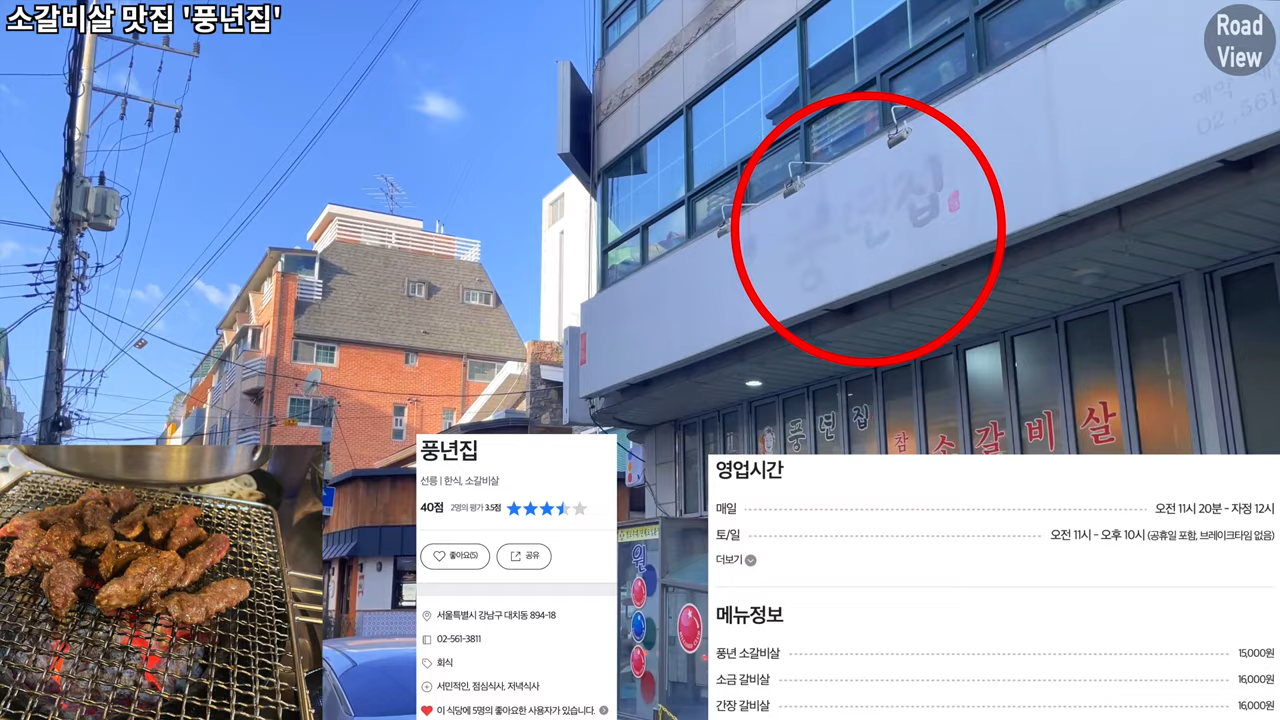 소갈비살 맛집 '풍년집'
Road
View
예약
02.561
풍년집
풍년집 참 소갈비살
원
풍년집
선릉 | 한식, 소갈비살
40점 2명의 평가 3.5점
좋아요(5) 공유
서울특별시 강남구 대치동 894-18
02-561-3811
회식
서민적인, 점심식사, 저녁식사
이 식당에 5명의 좋아요한 사용자가 있습니다.
영업시간
매일 오전 11시 20분 - 지정 12시
토/일 오전 11시 - 오후 10시 (공휴일 포함, 브레이크타임 없음)
더보기
메뉴정보
풍년 소갈비살 15,000원
소금 갈비살 16,000원
간장 갈비살 16,000원